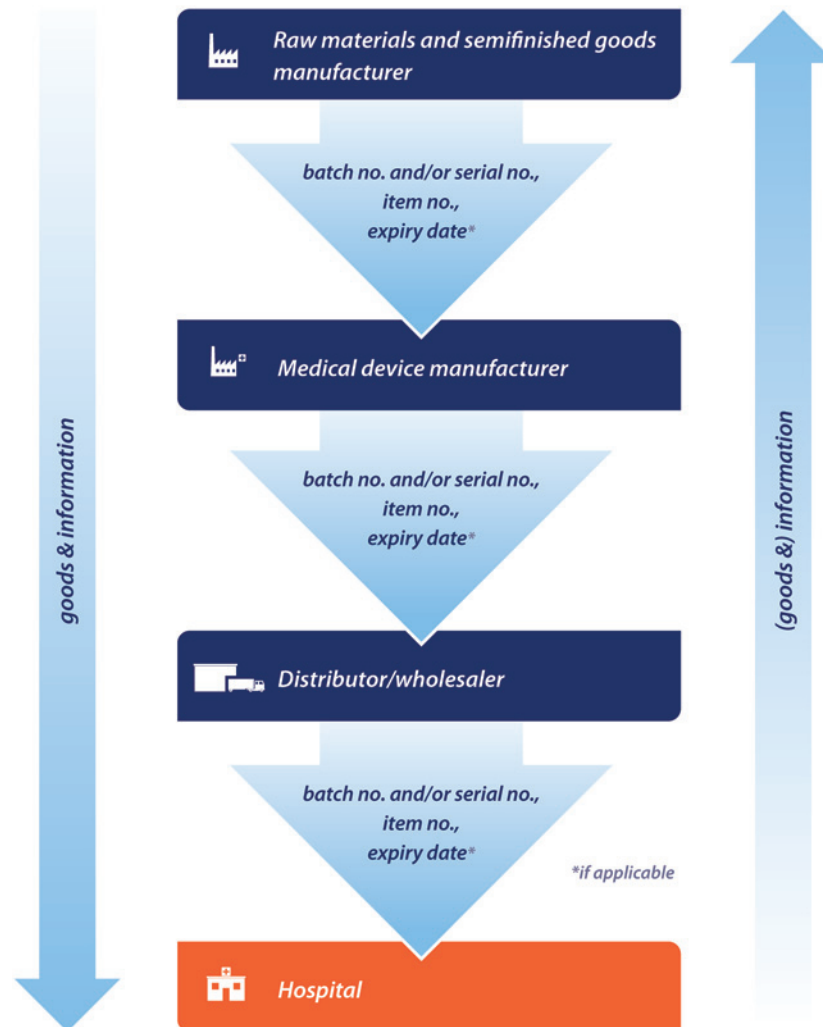 Raw materials and semifinished goods
manufacturer
batch no. and/or serial no.,
item no.,
expiry date*
Medical device manufacturer
batch no. and/or serial no.,
item no.,
expiry date*
goods & information
(goods &) information
Distributor/wholesaler
batch no. and/or serial no.,
item no.,
expiry date*
*if applicable
Hospital